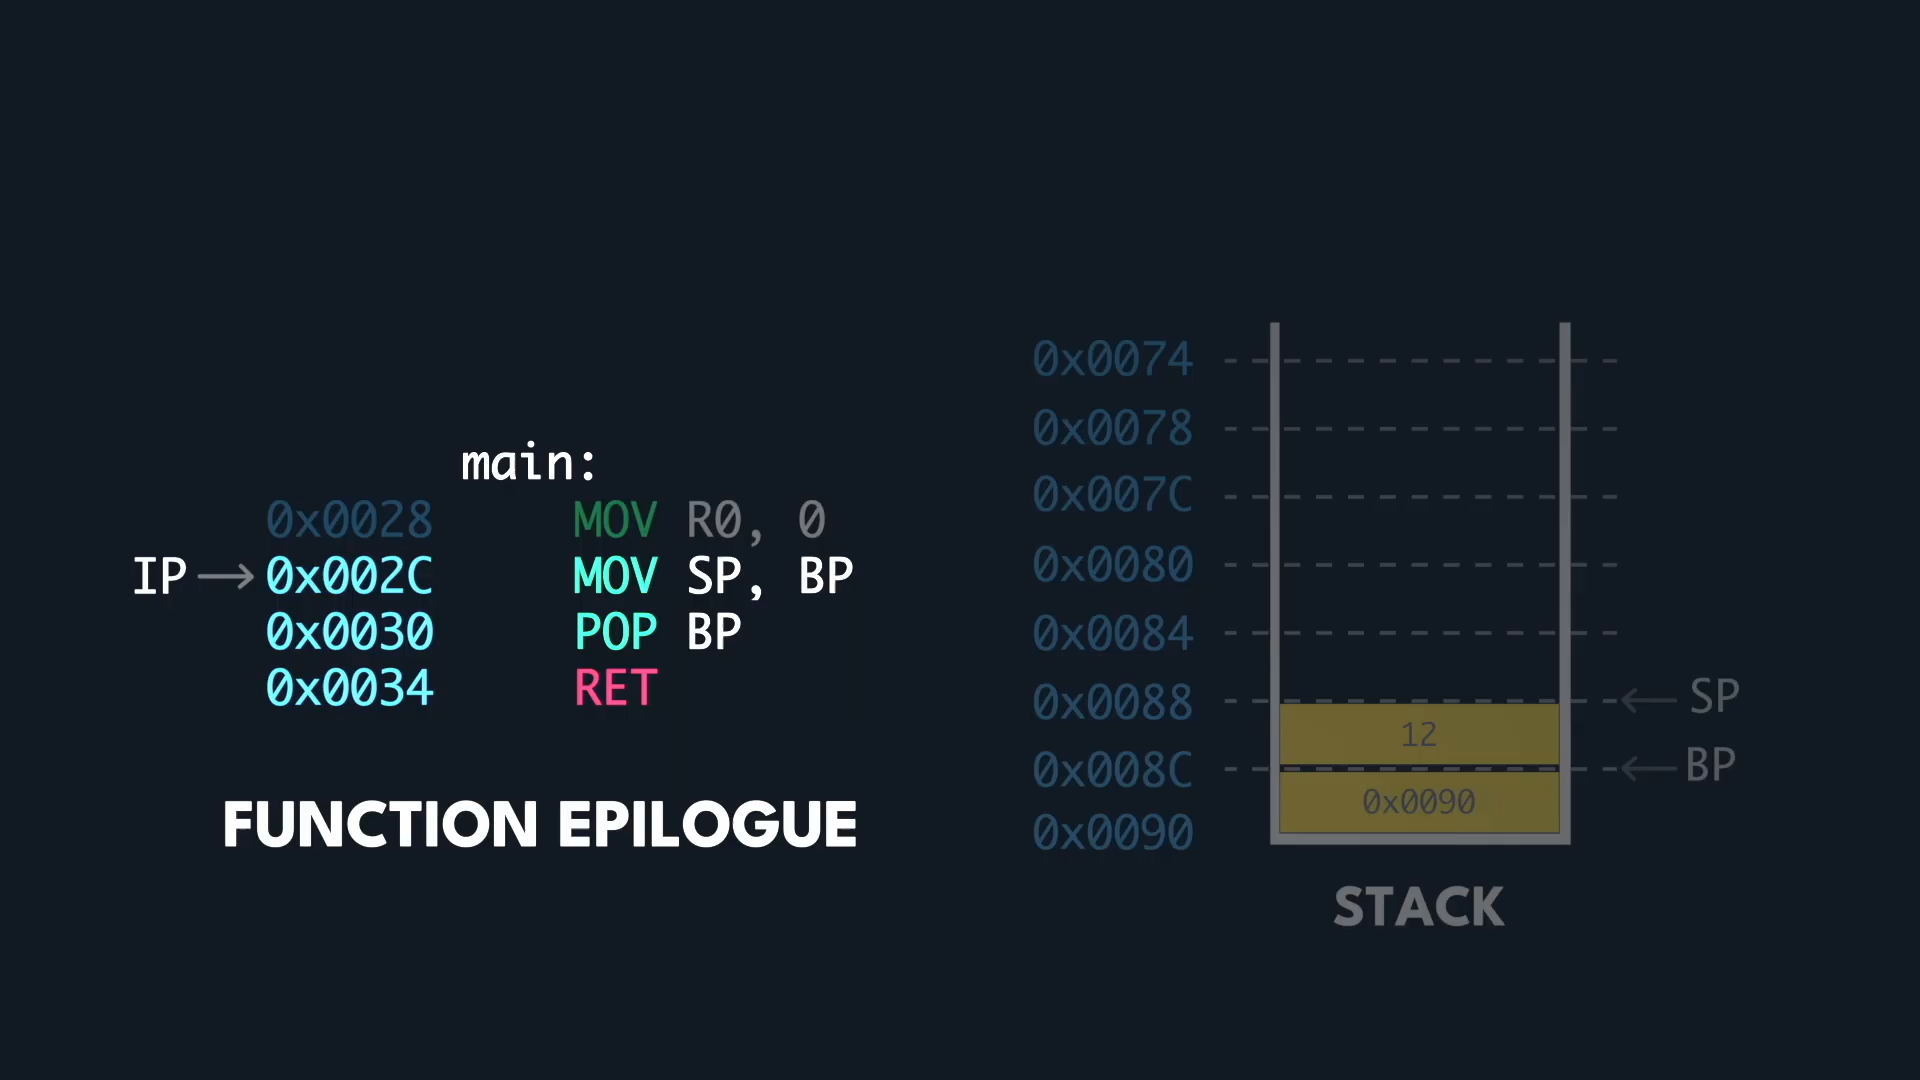 main:
0x0028 MOV R0, 0
IP 0x002C MOV SP, BP
0x0030 POP BP
0x0034 RET
FUNCTION EPILOGUE
0x0074
0x0078
0x007C
0x0080
0x0084
0x0088 SP
12
0x008C BP
0x0090
0x0090
STACK